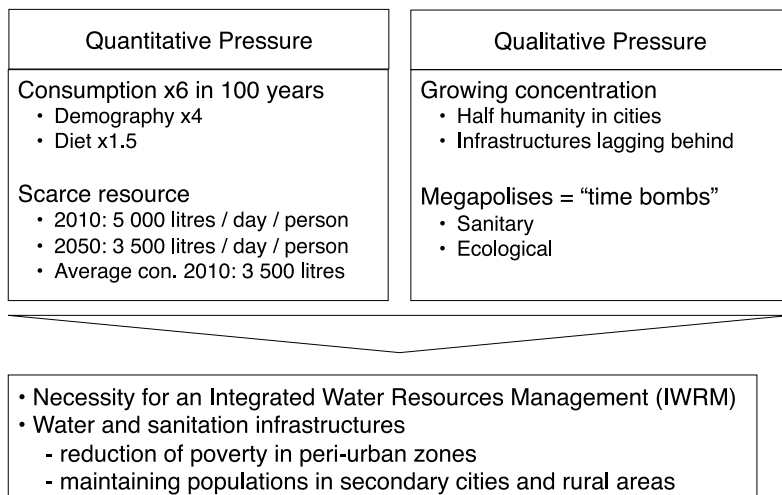 Quantitative Pressure
Consumption x6 in 100 years
• Demography x4
• Diet x1.5
Scarce resource
• 2010: 5 000 litres / day / person
• 2050: 3 500 litres / day / person
• Average con. 2010: 3 500 litres
Qualitative Pressure
Growing concentration
• Half humanity in cities
• Infrastructures lagging behind
Megapolises = “time bombs”
• Sanitary
• Ecological
• Necessity for an Integrated Water Resources Management (IWRM)
• Water and sanitation infrastructures
- reduction of poverty in peri-urban zones
- maintaining populations in secondary cities and rural areas